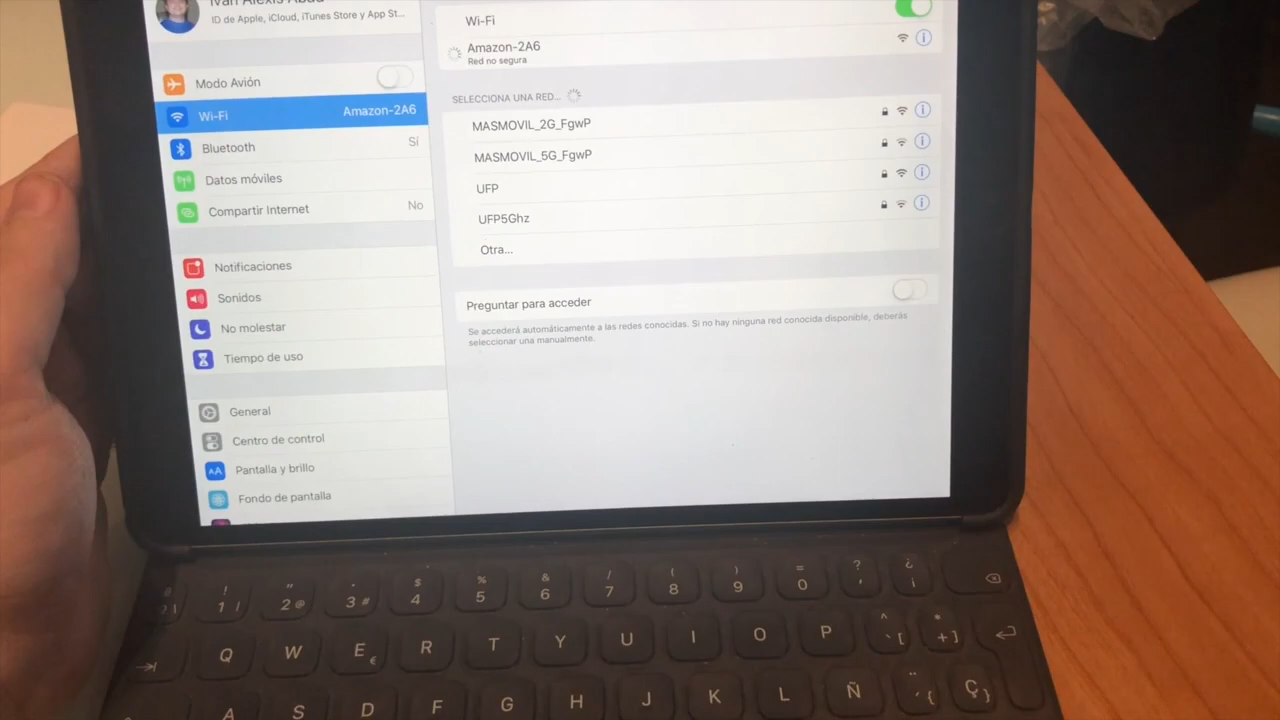 ID de Apple, iCloud, iTunes Store y App St...
Modo Avión
Wi-Fi
Amazon-2A6
Bluetooth
Sí
Datos móviles
Compartir Internet
No
Notificaciones
Sonidos
No molestar
Tiempo de uso
General
Centro de control
Pantalla y brillo
AA
Fondo de pantalla
Wi-Fi
Amazon-2A6
Red no segura
SELECCIONA UNA RED...
MASMOVIL_2G_FgwP
MASMOVIL_5G_FgwP
UFP
UFP5Ghz
Otra...
Preguntar para acceder
Se accederá automáticamente a las redes conocidas. Si no hay ninguna red conocida disponible, deberás
seleccionar una manualmente.
! " · $ % & / ( ) = ? ¿
1 | 2 @ 3 # 4 5 6 7 8 9 0 ' ¡
Q W E € R T Y U I O P ^ ` [ * + ]
A S D F G H J K L Ñ ¨ ´ { Ç }